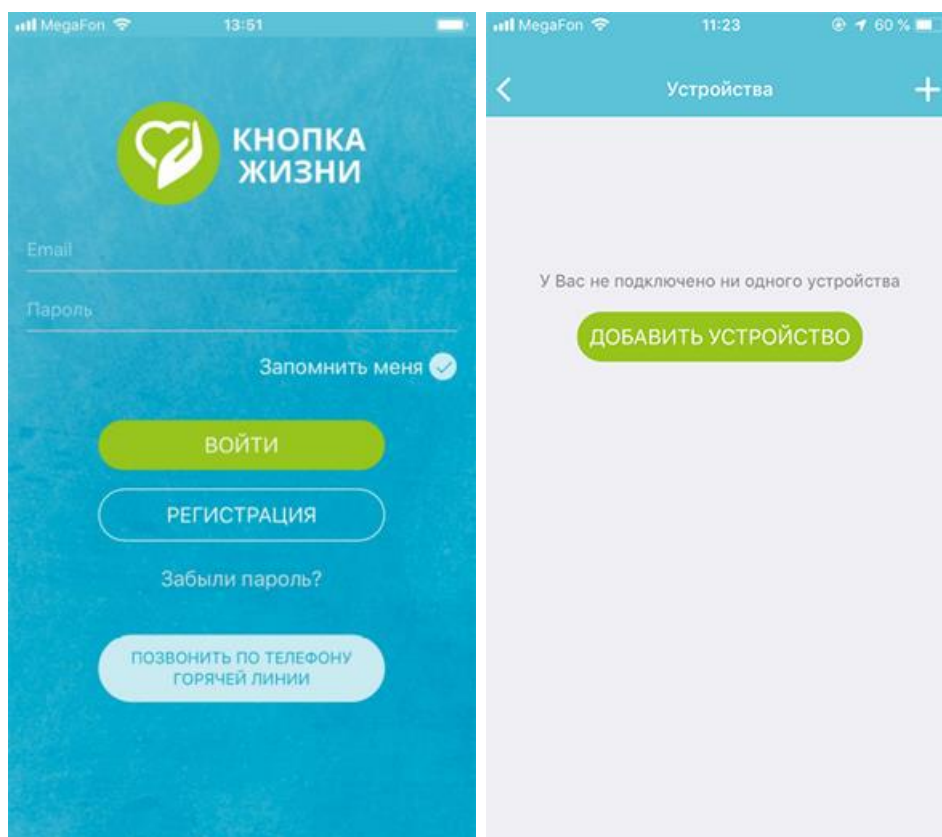 MegaFon 13:51
КНОПКА
ЖИЗНИ
Email
Пароль
Запомнить меня
ВОЙТИ
РЕГИСТРАЦИЯ
Забыли пароль?
ПОЗВОНИТЬ ПО ТЕЛЕФОНУ
ГОРЯЧЕЙ ЛИНИИ
MegaFon 11:23 60 %
Устройства
У Вас не подключено ни одного устройства
ДОБАВИТЬ УСТРОЙСТВО